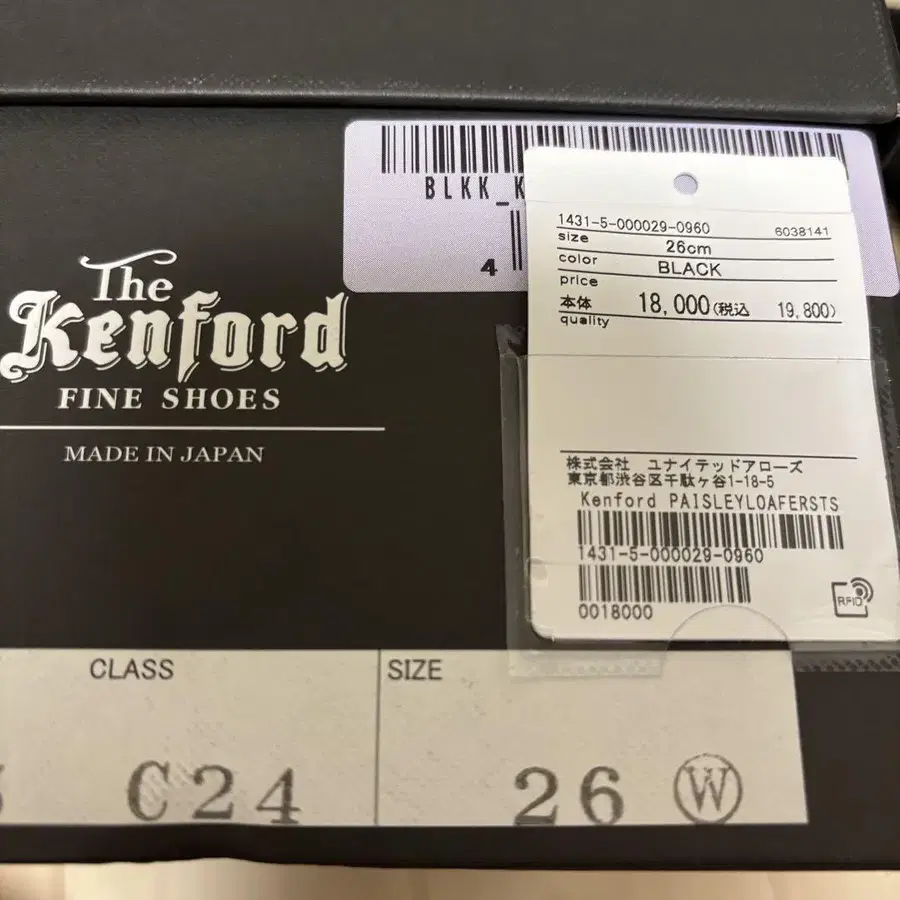 BLKK_K
4
The
Kenford
FINE SHOES
MADE IN JAPAN
1431-5-000029-0960 6038141
size 26cm
color BLACK
price
本体 18,000(税込 19,800)
quality
株式会社 ユナイテッドアローズ
東京都渋谷区千駄ヶ谷1-18-5
Kenford PAISLEYLOAFERSTS
1431-5-000029-0960
0018000
RFID
CLASS SIZE
C24 26 W